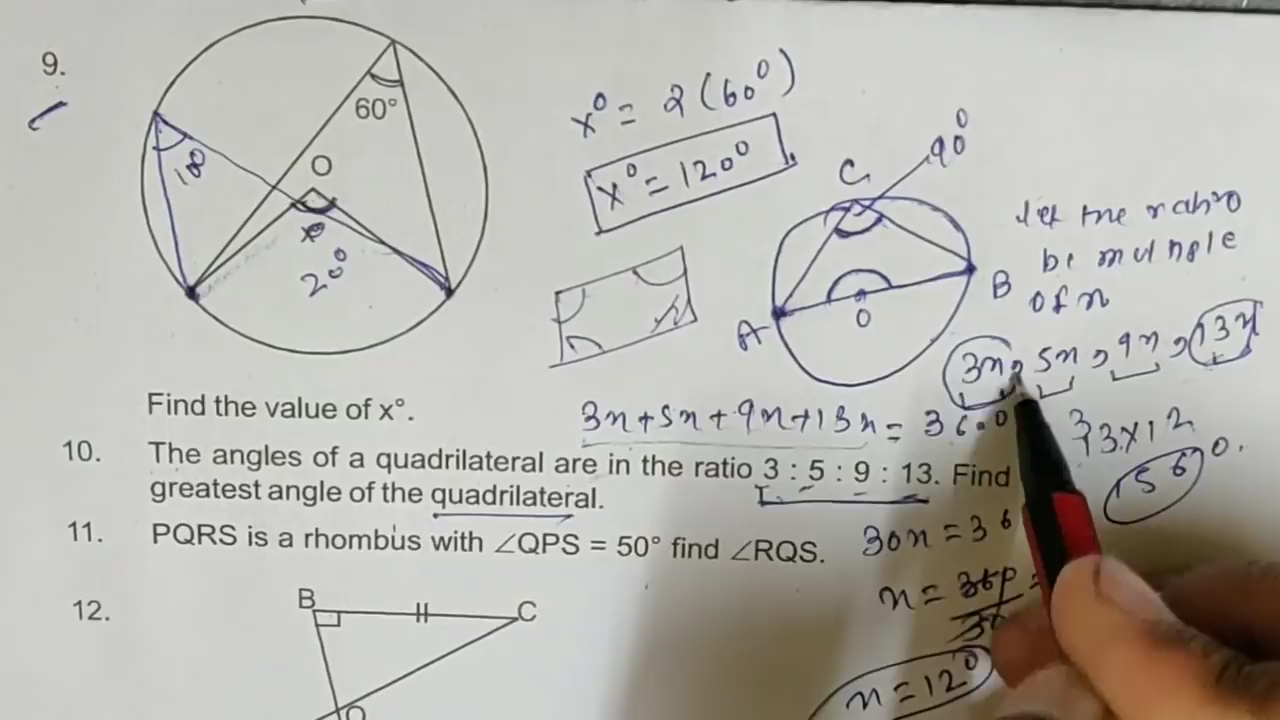 9.
60°
18
O
x°
20°
x° = 2 (60°)
x° = 120°
C
90°
A
B
O
let the ratio
be multiple
of x
3x, 5x, 9x, 13x
Find the value of x°.
3x+5x+9x+13x = 360
13×12
156°.
10. The angles of a quadrilateral are in the ratio 3 : 5 : 9 : 13. Find
greatest angle of the quadrilateral.
11. PQRS is a rhombus with ∠QPS = 50° find ∠RQS.
30x = 36
x = 360 =
30
x = 12°
12.
B
C
O